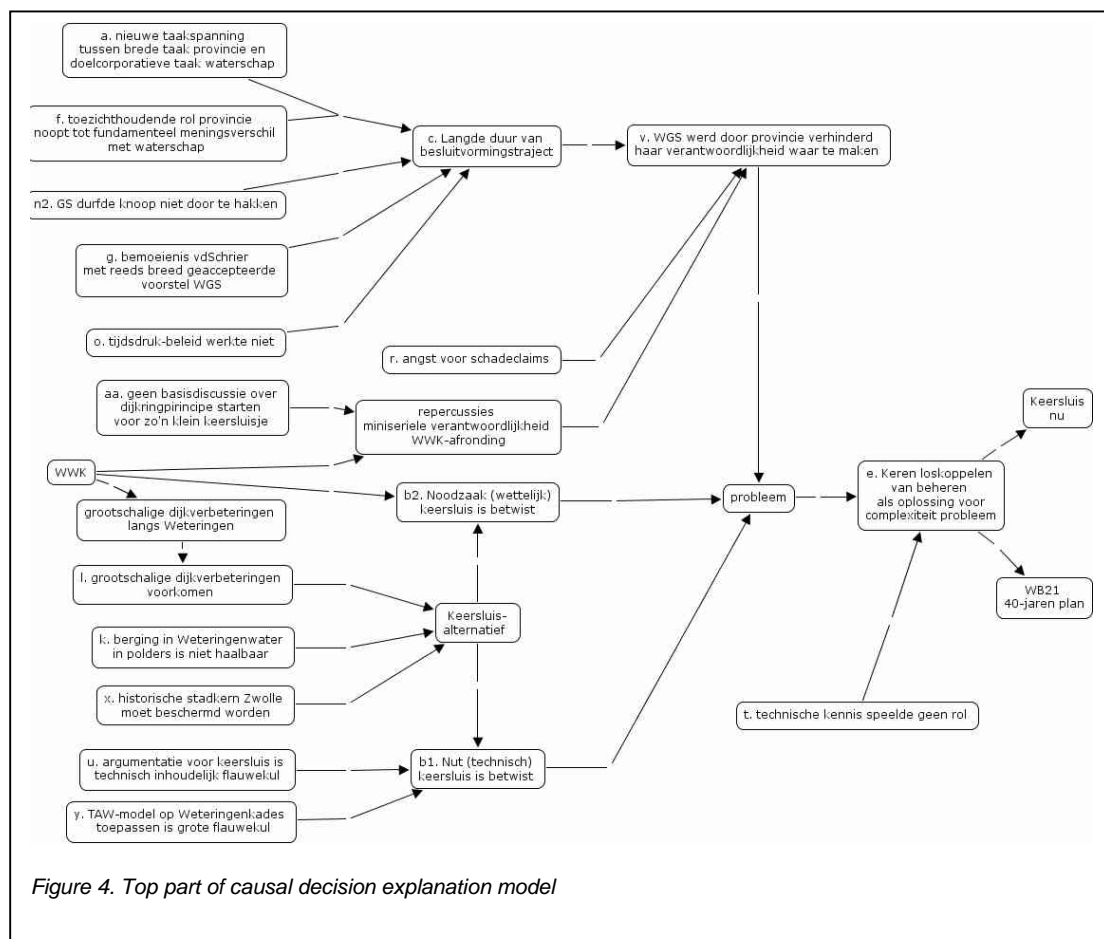 a. nieuwe taakspanning
tussen brede taak provincie en
doelcorporatieve taak waterschap
f. toezichthoudende rol provincie
noopt tot fundamenteel meningsverschil
met waterschap
n2. GS durfde knoop niet door te hakken
g. bemoeienis vdSchrier
met reeds breed geaccepteerde
voorstel WGS
o. tijdsdruk-beleid werkte niet
c. Langde duur van
besluitvormingstraject
v. WGS werd door provincie verhinderd
haar verantwoordlijkheid waar te maken
r. angst voor schadeclaims
aa. geen basisdiscussie over
dijkringpirincipe starten
voor zo'n klein keersluisje
repercussies
miniseriele verantwoordlijkheid
WWK-afronding
WWK
grootschalige dijkverbeteringen
langs Weteringen
b2. Noodzaak (wettelijk)
keersluis is betwist
probleem
e. Keren loskoppelen
van beheren
als oplossing voor
complexiteit probleem
Keersluis
nu
WB21
40-jaren plan
l. grootschalige dijkverbeteringen
voorkomen
k. berging in Weteringenwater
in polders is niet haalbaar
x. historische stadkern Zwolle
moet beschermd worden
Keersluis-
alternatief
t. technische kennis speelde geen rol
u. argumentatie voor keersluis is
technisch inhoudelijk flauwekul
y. TAW-model op Weteringenkades
toepassen is grote flauwekul
b1. Nut (technisch)
keersluis is betwist
Figure 4. Top part of causal decision explanation model